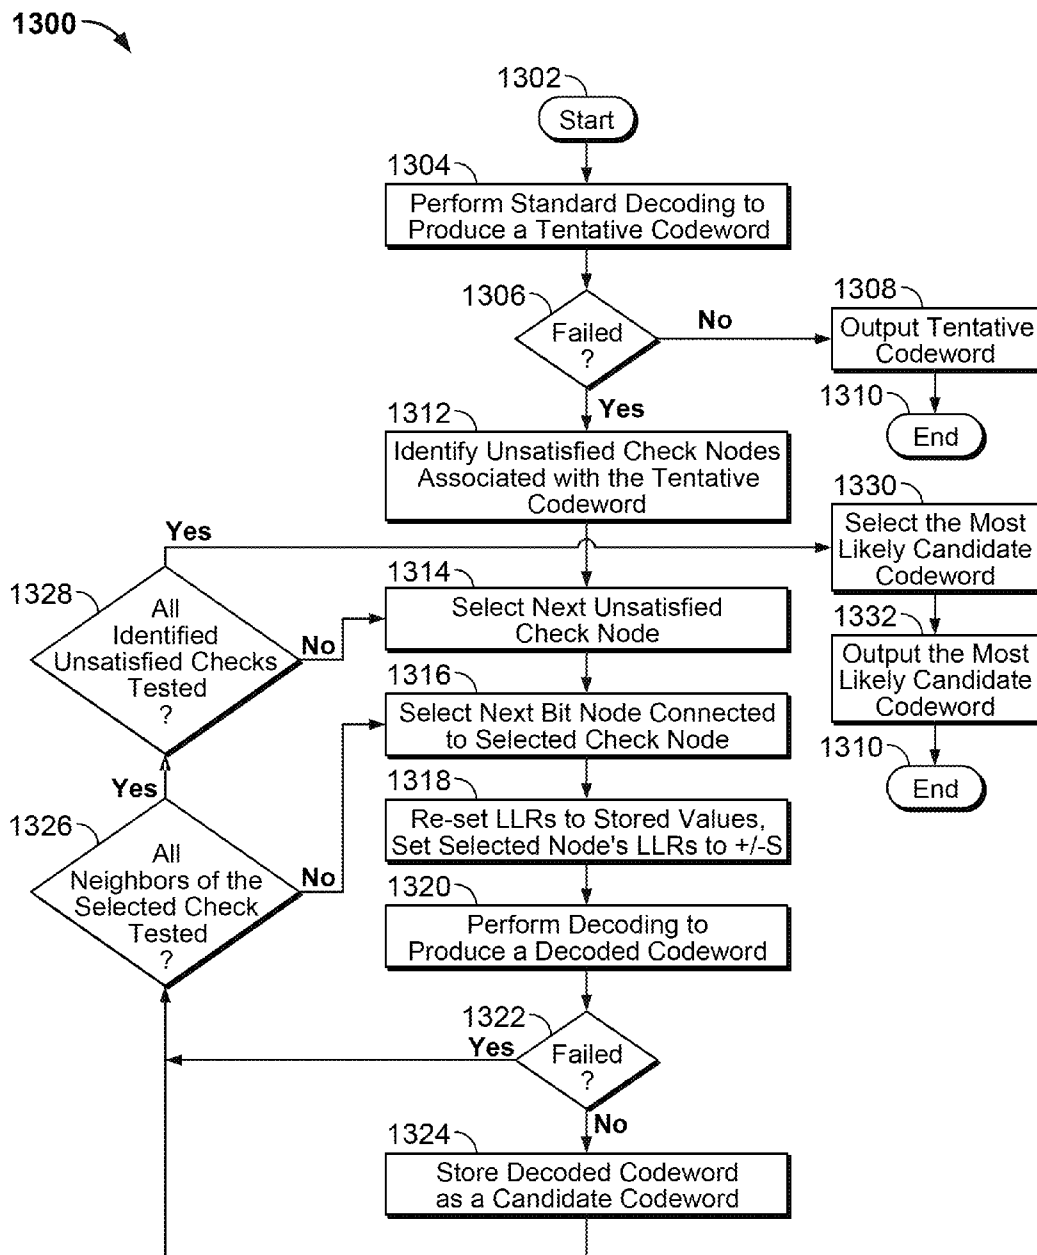 1300
1302
Start
1304
Perform Standard Decoding to
Produce a Tentative Codeword
1306
Failed
?
No
1308
Output Tentative
Codeword
1310
End
Yes
1312
Identify Unsatisfied Check Nodes
Associated with the Tentative
Codeword
1330
Select the Most
Likely Candidate
Codeword
Yes
1328
All
Identified
Unsatisfied Checks
Tested
?
No
1314
Select Next Unsatisfied
Check Node
1332
Output the Most
Likely Candidate
Codeword
1316
Select Next Bit Node Connected
to Selected Check Node
1310
End
Yes
1318
Re-set LLRs to Stored Values,
Set Selected Node's LLRs to +/-S
1326
All
Neighbors of the
Selected Check
Tested
?
No
1320
Perform Decoding to
Produce a Decoded Codeword
1322
Yes
Failed
?
No
1324
Store Decoded Codeword
as a Candidate Codeword